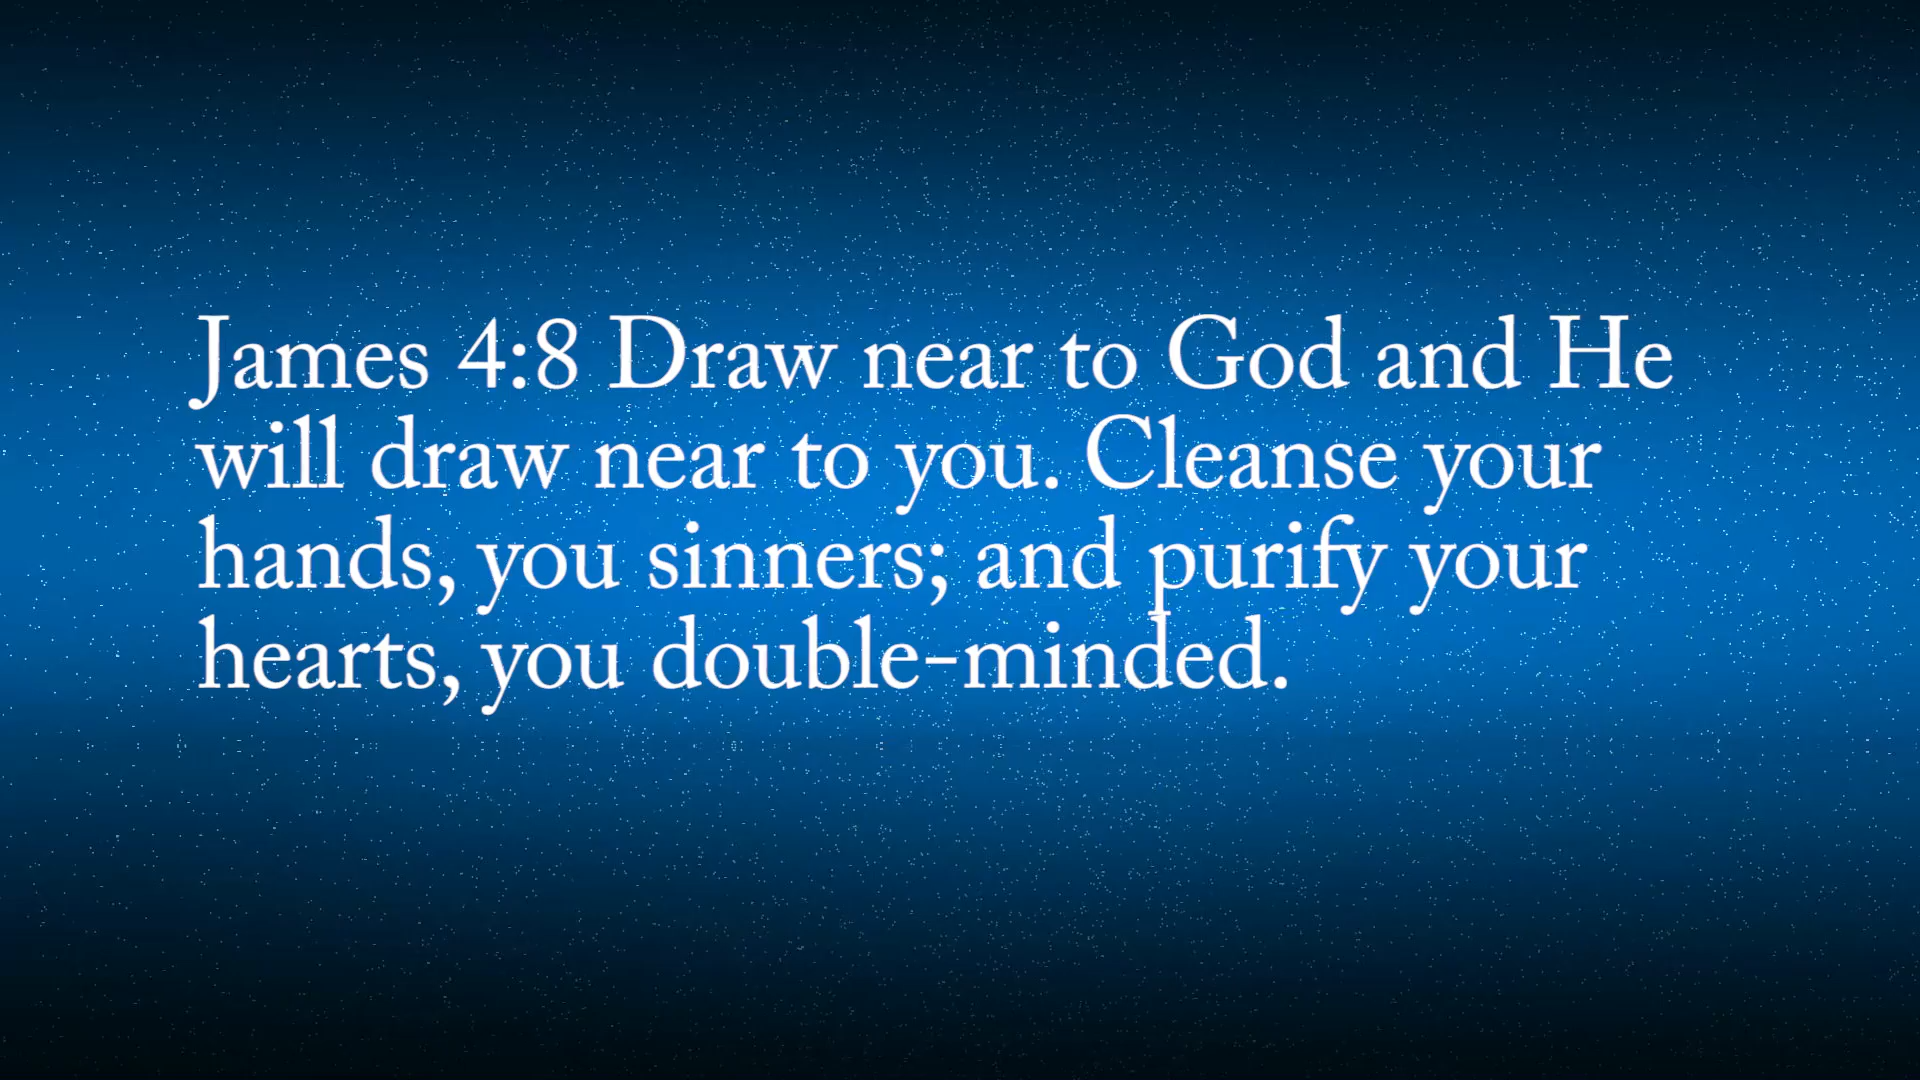 James 4:8 Draw near to God and He
will draw near to you. Cleanse your
hands, you sinners; and purify your
hearts, you double-minded.